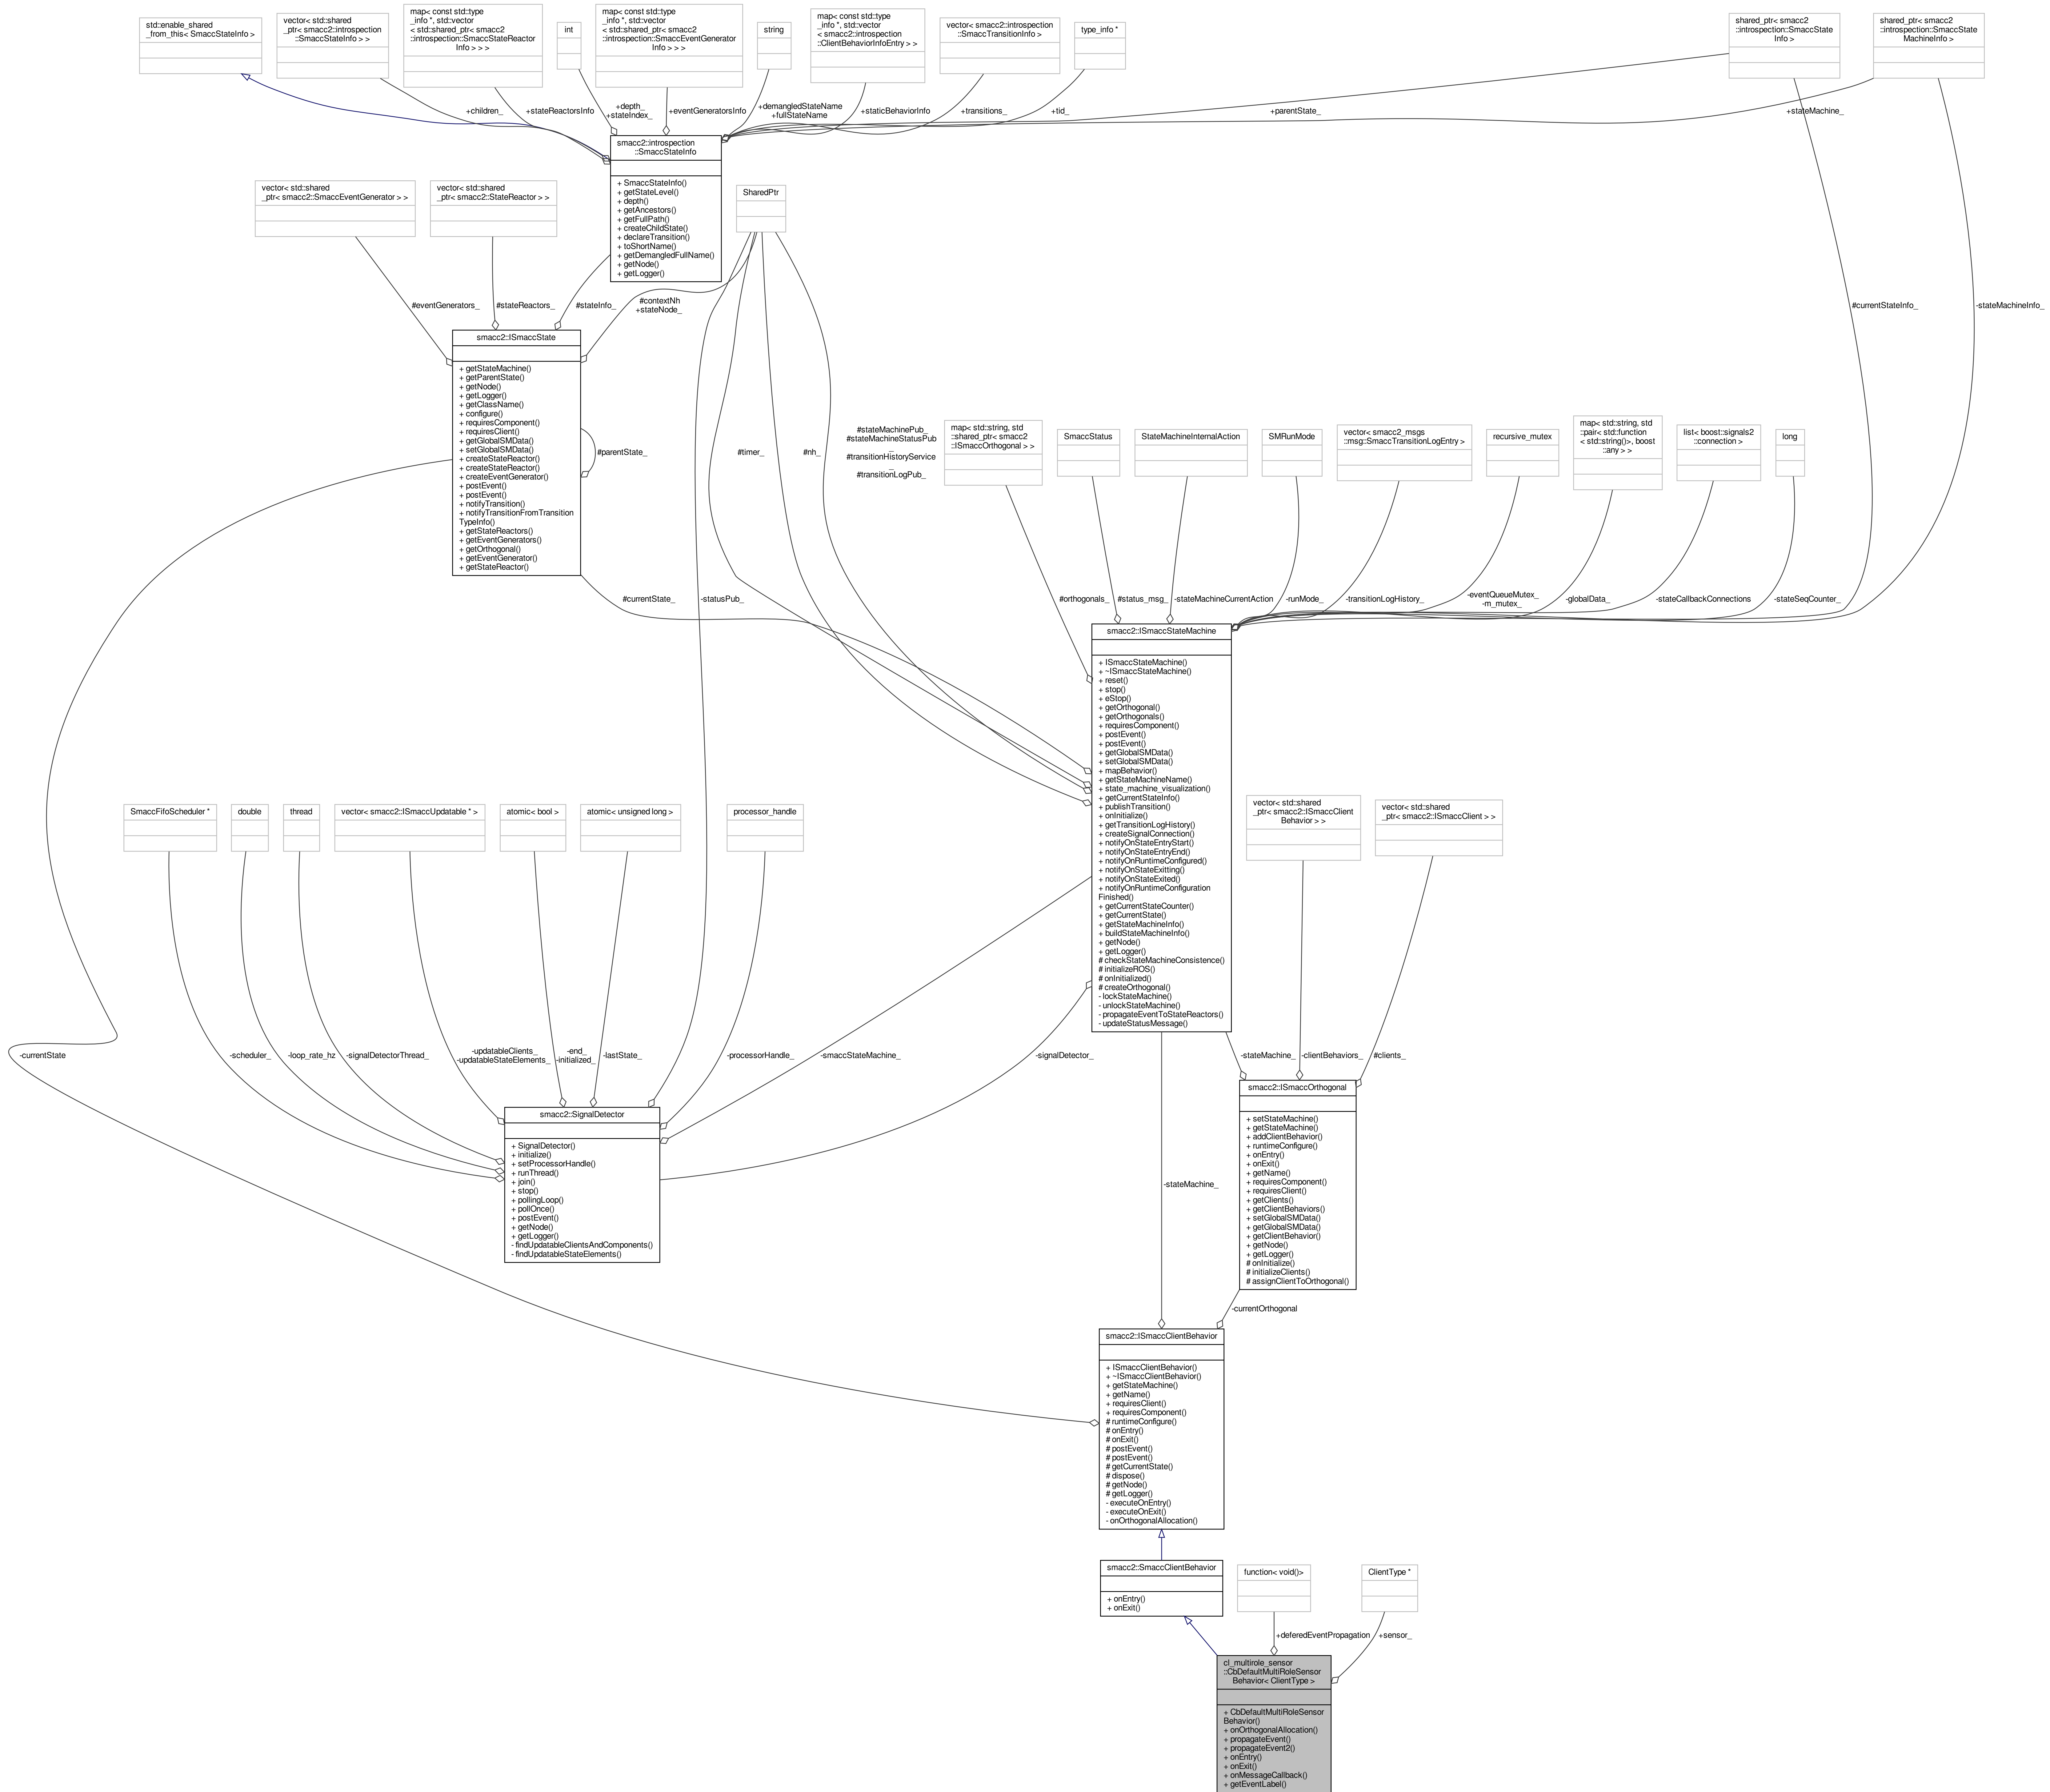 std::enable_shared
_from_this< SmaccStateInfo >
vector< std::shared
_ptr< smacc2::introspection
::SmaccStateInfo > >
map< const std::type
_info *, std::vector
< std::shared_ptr< smacc2
::introspection::SmaccStateReactor
Info > > >
int
map< const std::type
_info *, std::vector
< std::shared_ptr< smacc2
::introspection::SmaccEventGenerator
Info > > >
string
map< const std::type
_info *, std::vector
< smacc2::introspection
::ClientBehaviorInfoEntry > >
vector< smacc2::introspection
::SmaccTransitionInfo >
type_info *
shared_ptr< smacc2
::introspection::SmaccState
Info >
shared_ptr< smacc2
::introspection::SmaccState
MachineInfo >
+children_
+stateReactorsInfo
+depth_
+stateIndex_
+eventGeneratorsInfo
+demangledStateName
+fullStateName
+staticBehaviorInfo
+transitions_
+tid_
+parentState_
+stateMachine_
smacc2::introspection
::SmaccStateInfo
+ SmaccStateInfo()
+ getStateLevel()
+ depth()
+ getAncestors()
+ getFullPath()
+ createChildState()
+ declareTransition()
+ toShortName()
+ getDemangledFullName()
+ getNode()
+ getLogger()
vector< std::shared
_ptr< smacc2::SmaccEventGenerator > >
vector< std::shared
_ptr< smacc2::StateReactor > >
SharedPtr
#eventGenerators_
#stateReactors_
#stateInfo_
#contextNh
+stateNode_
#currentStateInfo_
-stateMachineInfo_
smacc2::ISmaccState
+ getStateMachine()
+ getParentState()
+ getNode()
+ getLogger()
+ getClassName()
+ configure()
+ requiresComponent()
+ requiresClient()
+ getGlobalSMData()
+ setGlobalSMData()
+ createStateReactor()
+ createStateReactor()
+ createEventGenerator()
+ postEvent()
+ postEvent()
+ notifyTransition()
+ notifyTransitionFromTransition
TypeInfo()
+ getStateReactors()
+ getEventGenerators()
+ getOrthogonal()
+ getEventGenerator()
+ getStateReactor()
#parentState_
#timer_
#nh_
#stateMachinePub_
#stateMachineStatusPub
_
#transitionHistoryService
_
#transitionLogPub_
map< std::string, std
::shared_ptr< smacc2
::ISmaccOrthogonal > >
SmaccStatus
StateMachineInternalAction
SMRunMode
vector< smacc2_msgs
::msg::SmaccTransitionLogEntry >
recursive_mutex
map< std::string, std
::pair< std::function
< std::string()>, boost
::any > >
list< boost::signals2
::connection >
long
#currentState_
-statusPub_
#orthogonals_
#status_msg_
-stateMachineCurrentAction
-runMode_
-transitionLogHistory_
-eventQueueMutex_
-m_mutex_
-globalData_
-stateCallbackConnections
-stateSeqCounter_
smacc2::ISmaccStateMachine
+ ISmaccStateMachine()
+ ~ISmaccStateMachine()
+ reset()
+ stop()
+ eStop()
+ getOrthogonal()
+ getOrthogonals()
+ requiresComponent()
+ postEvent()
+ postEvent()
+ getGlobalSMData()
+ setGlobalSMData()
+ mapBehavior()
+ getStateMachineName()
+ state_machine_visualization()
+ getCurrentStateInfo()
+ publishTransition()
+ onInitialize()
+ getTransitionLogHistory()
+ createSignalConnection()
+ notifyOnStateEntryStart()
+ notifyOnStateEntryEnd()
+ notifyOnRuntimeConfigured()
+ notifyOnStateExitting()
+ notifyOnStateExited()
+ notifyOnRuntimeConfiguration
Finished()
+ getCurrentStateCounter()
+ getCurrentState()
+ getStateMachineInfo()
+ buildStateMachineInfo()
+ getNode()
+ getLogger()
# checkStateMachineConsistence()
# initializeROS()
# onInitialized()
# createOrthogonal()
- lockStateMachine()
- unlockStateMachine()
- propagateEventToStateReactors()
- updateStatusMessage()
SmaccFifoScheduler *
double
thread
vector< smacc2::ISmaccUpdatable * >
atomic< bool >
atomic< unsigned long >
processor_handle
vector< std::shared
_ptr< smacc2::ISmaccClient
Behavior > >
vector< std::shared
_ptr< smacc2::ISmaccClient > >
-currentState
-scheduler_
-loop_rate_hz
-signalDetectorThread_
-updatableClients_
-updatableStateElements_
-end_
-initialized_
-lastState_
-processorHandle_
-smaccStateMachine_
-signalDetector_
-stateMachine_
-clientBehaviors_
#clients_
smacc2::SignalDetector
+ SignalDetector()
+ initialize()
+ setProcessorHandle()
+ runThread()
+ join()
+ stop()
+ pollingLoop()
+ pollOnce()
+ postEvent()
+ getNode()
+ getLogger()
- findUpdatableClientsAndComponents()
- findUpdatableStateElements()
smacc2::ISmaccOrthogonal
+ setStateMachine()
+ getStateMachine()
+ addClientBehavior()
+ runtimeConfigure()
+ onEntry()
+ onExit()
+ getName()
+ requiresComponent()
+ requiresClient()
+ getClients()
+ getClientBehaviors()
+ setGlobalSMData()
+ getGlobalSMData()
+ getClientBehavior()
+ getNode()
+ getLogger()
# onInitialize()
# initializeClients()
# assignClientToOrthogonal()
-stateMachine_
-currentOrthogonal
smacc2::ISmaccClientBehavior
+ ISmaccClientBehavior()
+ ~ISmaccClientBehavior()
+ getStateMachine()
+ getName()
+ requiresClient()
+ requiresComponent()
# runtimeConfigure()
# onEntry()
# onExit()
# postEvent()
# postEvent()
# getCurrentState()
# dispose()
# getNode()
# getLogger()
- executeOnEntry()
- executeOnExit()
- onOrthogonalAllocation()
smacc2::SmaccClientBehavior
+ onEntry()
+ onExit()
function< void()>
ClientType *
+deferedEventPropagation
+sensor_
cl_multirole_sensor
::CbDefaultMultiRoleSensor
Behavior< ClientType >
+ CbDefaultMultiRoleSensor
Behavior()
+ onOrthogonalAllocation()
+ propagateEvent()
+ propagateEvent2()
+ onEntry()
+ onExit()
+ onMessageCallback()
+ getEventLabel()